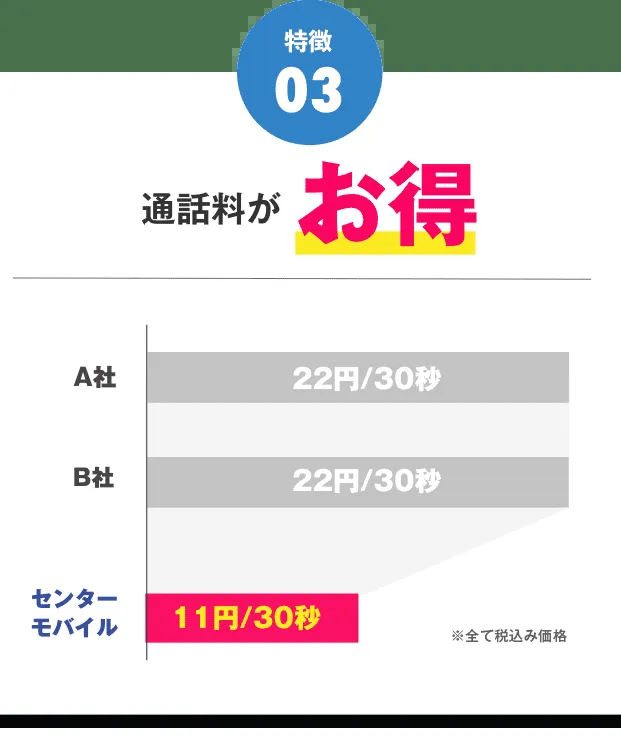 特徴
03
通話料が お得
A社 22円/30秒
B社 22円/30秒
センター
モバイル
11円/30秒
※全て税込み価格